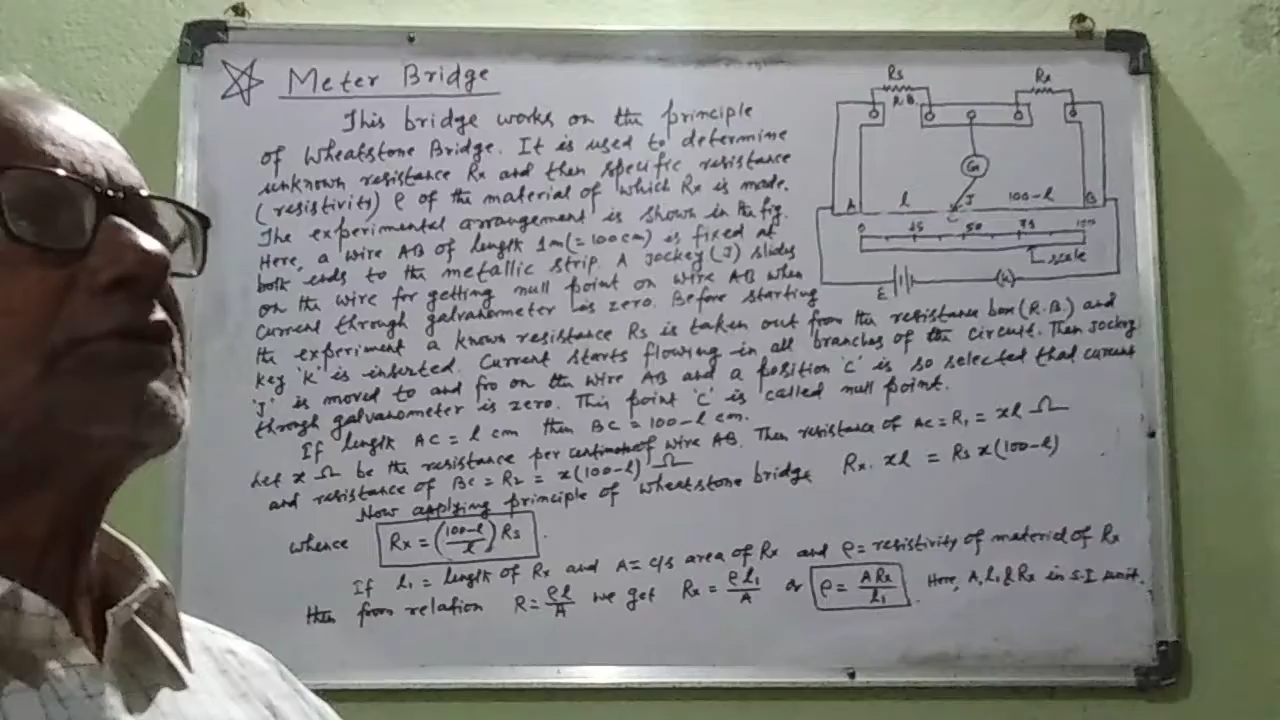 Meter Bridge
This bridge works on the principle
of Wheatstone Bridge. It is used to determine
unknown resistance Rx and then specific resistance
(resistivity) ρ of the material of which Rx is made.
The experimental arrangement is shown in the fig.
Here, a wire AB of length 1m (= 100 cm) is fixed at
both ends to the metallic strip. A Jockey (J) slides
on the wire for getting null point on wire AB when
current through galvanometer is zero. Before starting
the experiment a known resistance Rs is taken out from the resistance box (R.B.) and
key 'K' is inserted. Current starts flowing in all branches of the circuit. Then Jockey
'J' is moved to and fro on the wire AB and a position 'C' is so selected that current
through galvanometer is zero. This point 'C' is called null point.
If length AC = l cm then BC = 100-l cm.
Let x Ω be the resistance per centimeter of wire AB. Then resistance of AC = R₁ = xl Ω
and resistance of BC = R₂ = x(100-l) Ω
Now applying principle of Wheatstone bridge Rx. xl = Rs x(100-l)
whence Rx = (100-l/l) Rs
If l₁ = length of Rx and A = c/s area of Rx and ρ = resistivity of material of Rx
then from relation R = ρl/A we get Rx = ρl₁/A or ρ = A Rx/l₁. Here, A, l₁ & Rx in S.I unit.
Rs Rx
R.B
G
A l J 100-l B
C
0 25 50 75 100
scale
E (K)